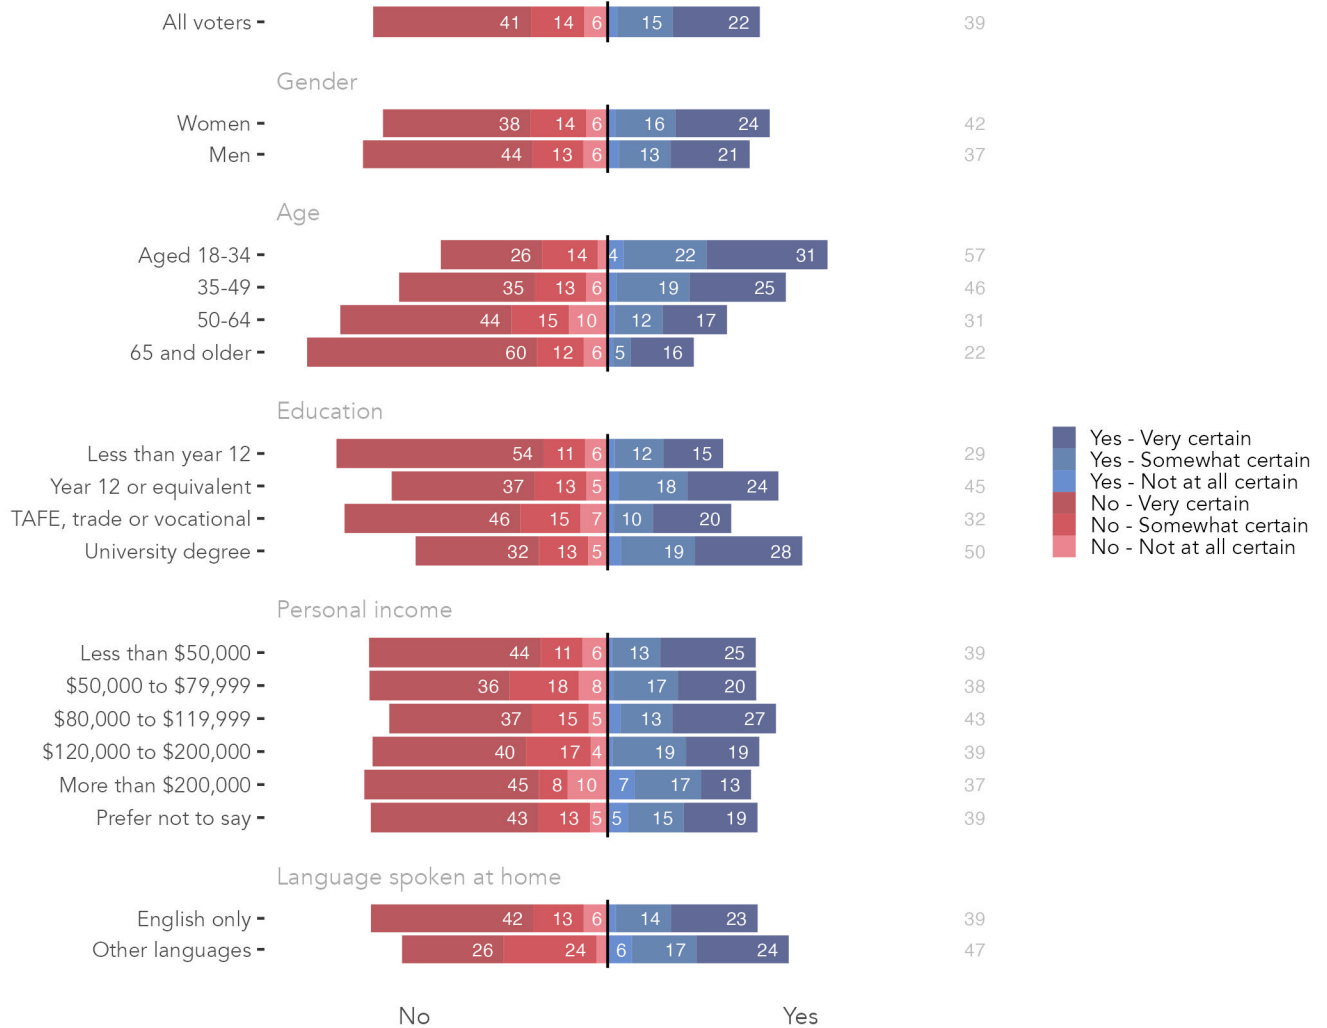 All voters 41 14 6 15 22 39
Gender
Women 38 14 6 16 24 42
Men 44 13 6 13 21 37
Age
Aged 18-34 26 14 4 22 31 57
35-49 35 13 6 19 25 46
50-64 44 15 10 12 17 31
65 and older 60 12 6 5 16 22
Education
Less than year 12 54 11 6 12 15 29
Year 12 or equivalent 37 13 5 18 24 45
TAFE, trade or vocational 46 15 7 10 20 32
University degree 32 13 5 19 28 50
Yes - Very certain
Yes - Somewhat certain
Yes - Not at all certain
No - Very certain
No - Somewhat certain
No - Not at all certain
Personal income
Less than $50,000 44 11 6 13 25 39
$50,000 to $79,999 36 18 8 17 20 38
$80,000 to $119,999 37 15 5 13 27 43
$120,000 to $200,000 40 17 4 19 19 39
More than $200,000 45 8 10 7 17 13 37
Prefer not to say 43 13 5 5 15 19 39
Language spoken at home
English only 42 13 6 14 23 39
Other languages 26 24 6 17 24 47
No Yes